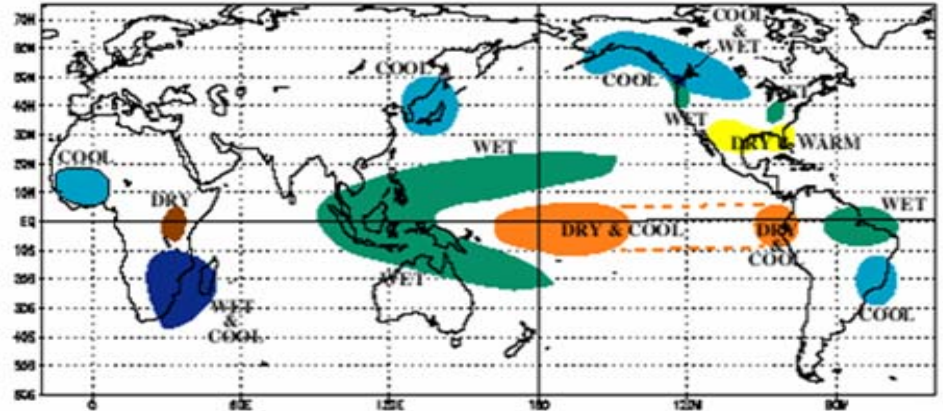 70N
60N
50N
40N
30N
20N
10N
EQ
10S
20S
30S
40S
50S
60S
0
60E
120E
180
120W
60W
COOL
DRY
WET
&
COOL
COOL
WET
WET
DRY & COOL
COOL
&
WET
COOL
WET
WET
DRY & WARM
DRY
&
COOL
WET
COOL